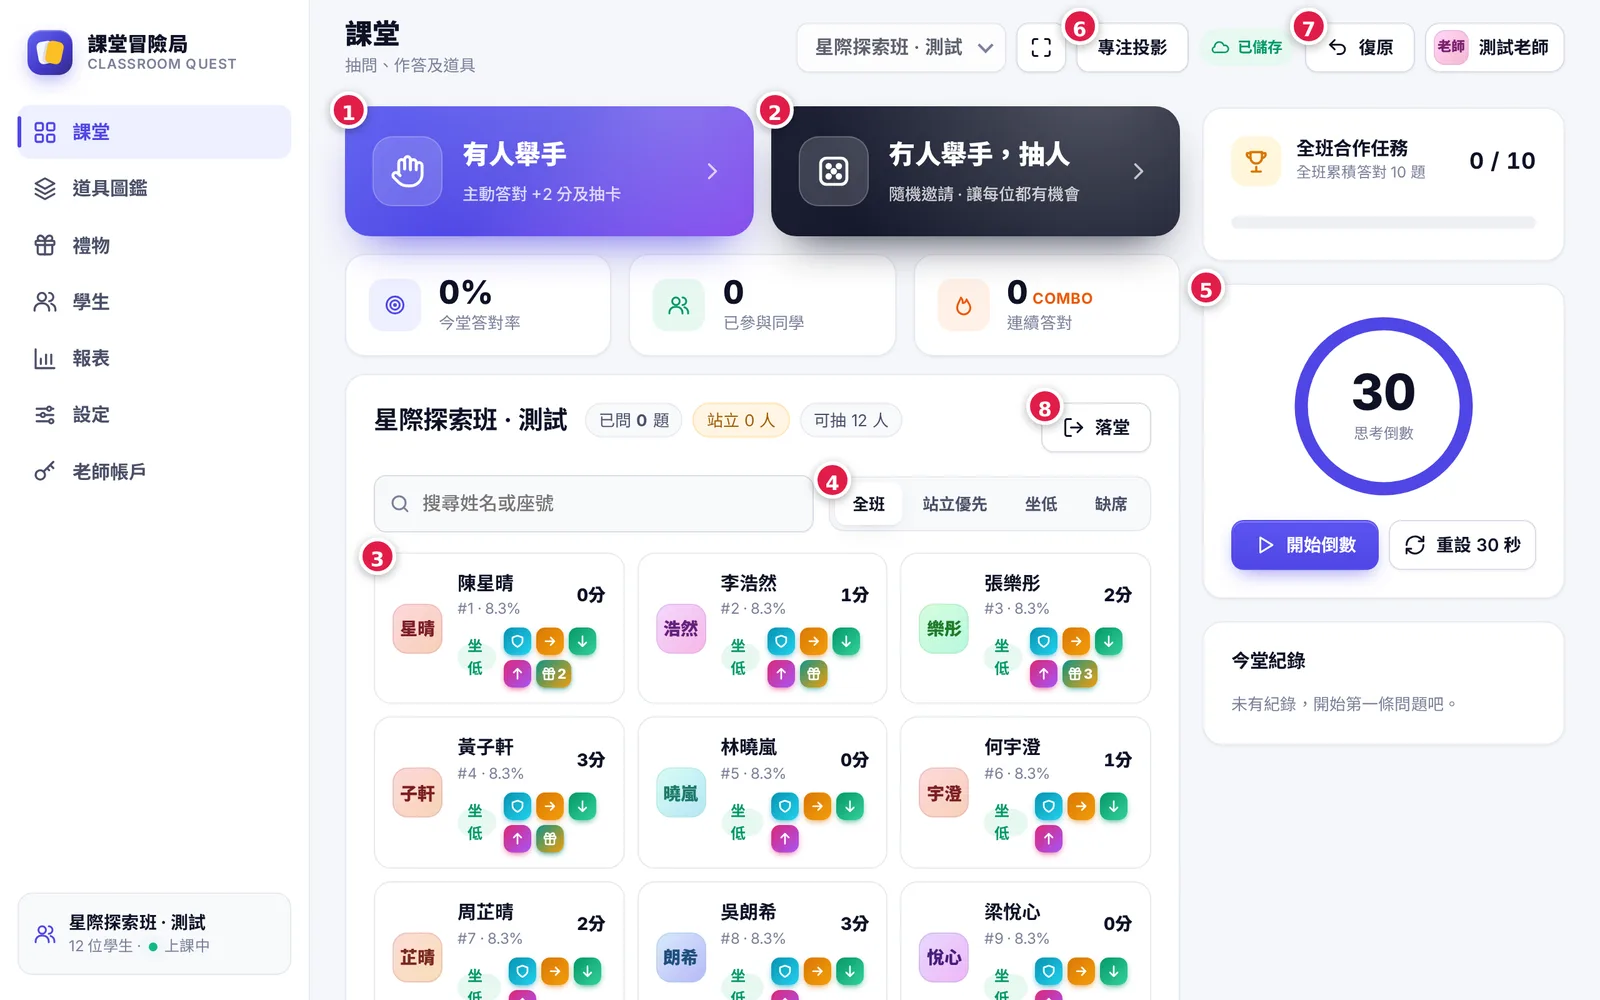 課堂冒險局
CLASSROOM QUEST
課堂
道具圖鑑
禮物
學生
報表
設定
老師帳戶
星際探索班 · 測試
12 位學生 · 上課中
課堂
抽問、作答及道具
星際探索班 · 測試
6
專注投影
已儲存
7
復原
老師
測試老師
1
有人舉手
主動答對 +2 分及抽卡
2
冇人舉手，抽人
隨機邀請 · 讓每位都有機會
0%
今堂答對率
0
已參與同學
0 COMBO
連續答對
星際探索班 · 測試
已問 0 題
站立 0 人
可抽 12 人
8
落堂
搜尋姓名或座號
4
全班
站立優先
坐低
缺席
3
星晴
陳星晴
#1 · 8.3%
0分
坐低
2
浩然
李浩然
#2 · 8.3%
1分
坐低
樂彤
張樂彤
#3 · 8.3%
2分
坐低
3
子軒
黃子軒
#4 · 8.3%
3分
坐低
曉嵐
林曉嵐
#5 · 8.3%
0分
坐低
宇澄
何宇澄
#6 · 8.3%
1分
坐低
芷晴
周芷晴
#7 · 8.3%
2分
坐低
朗希
吳朗希
#8 · 8.3%
3分
坐低
悅心
梁悅心
#9 · 8.3%
0分
坐低
全班合作任務
全班累積答對 10 題
0 / 10
5
30
思考倒數
開始倒數
重設 30 秒
今堂紀錄
未有紀錄，開始第一條問題吧。